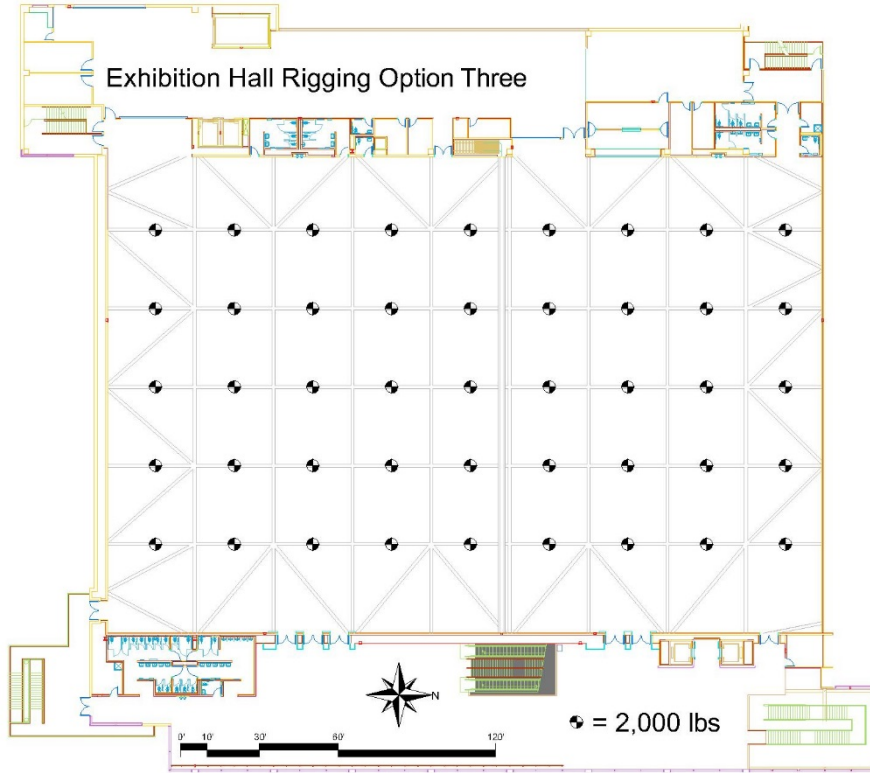 Exhibition Hall Rigging Option Three
N
= 2,000 lbs
0' 10' 30' 60' 120'